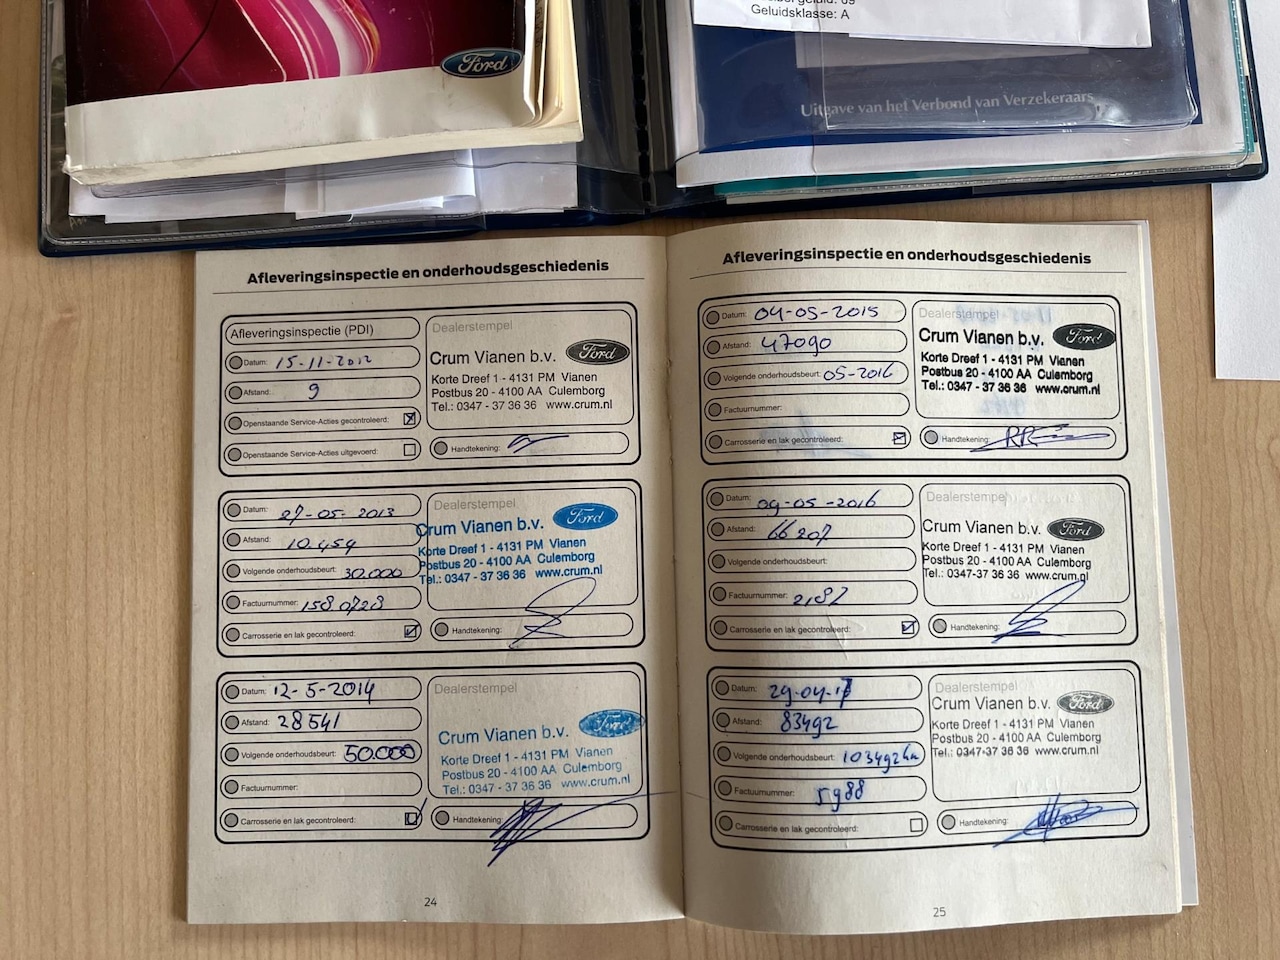 Ford
Geluidsklasse: A
Uitgave van het Verbond van Verzekeraars
Afleveringsinspectie en onderhoudsgeschiedenis
Afleveringsinspectie (PDI)
Datum: 15-11-2012
Afstand: 9
Openstaande Service-Acties gecontroleerd:
Openstaande Service-Acties uitgevoerd:
Dealerstempel
Crum Vianen b.v. Ford
Korte Dreef 1 - 4131 PM Vianen
Postbus 20 - 4100 AA Culemborg
Tel.: 0347 - 37 36 36 www.crum.nl
Handtekening:
Datum: 27-05-2013
Afstand: 10.454
Volgende onderhoudsbeurt: 30.000
Factuurnummer: 1580728
Carrosserie en lak gecontroleerd:
Dealerstempel
Crum Vianen b.v. Ford
Korte Dreef 1 - 4131 PM Vianen
Postbus 20 - 4100 AA Culemborg
Tel.: 0347 - 37 36 36 www.crum.nl
Handtekening:
Datum: 12-5-2014
Afstand: 28541
Volgende onderhoudsbeurt: 50.000
Factuurnummer:
Carrosserie en lak gecontroleerd:
Dealerstempel
Crum Vianen b.v. Ford
Korte Dreef 1 - 4131 PM Vianen
Postbus 20 - 4100 AA Culemborg
Tel.: 0347 - 37 36 36 www.crum.nl
Handtekening:
24
Afleveringsinspectie en onderhoudsgeschiedenis
Datum: 04-05-2015
Afstand: 47090
Volgende onderhoudsbeurt: 05-2016
Factuurnummer:
Carrosserie en lak gecontroleerd:
Dealerstempel
Crum Vianen b.v. Ford
Korte Dreef 1 - 4131 PM Vianen
Postbus 20 - 4100 AA Culemborg
Tel.: 0347 - 37 36 36 www.crum.nl
Handtekening:
Datum: 09-05-2016
Afstand: 66207
Volgende onderhoudsbeurt:
Factuurnummer: 2182
Carrosserie en lak gecontroleerd:
Dealerstempel
Crum Vianen b.v. Ford
Korte Dreef 1 - 4131 PM Vianen
Postbus 20 - 4100 AA Culemborg
Tel.: 0347-37 36 36 www.crum.nl
Handtekening:
Datum: 29-04-17
Afstand: 83492
Volgende onderhoudsbeurt: 103492km
Factuurnummer: 5988
Carrosserie en lak gecontroleerd:
Dealerstempel
Crum Vianen b.v. Ford
Korte Dreef 1 - 4131 PM Vianen
Postbus 20 - 4100 AA Culemborg
Tel.: 0347-37 36 36 www.crum.nl
Handtekening:
25